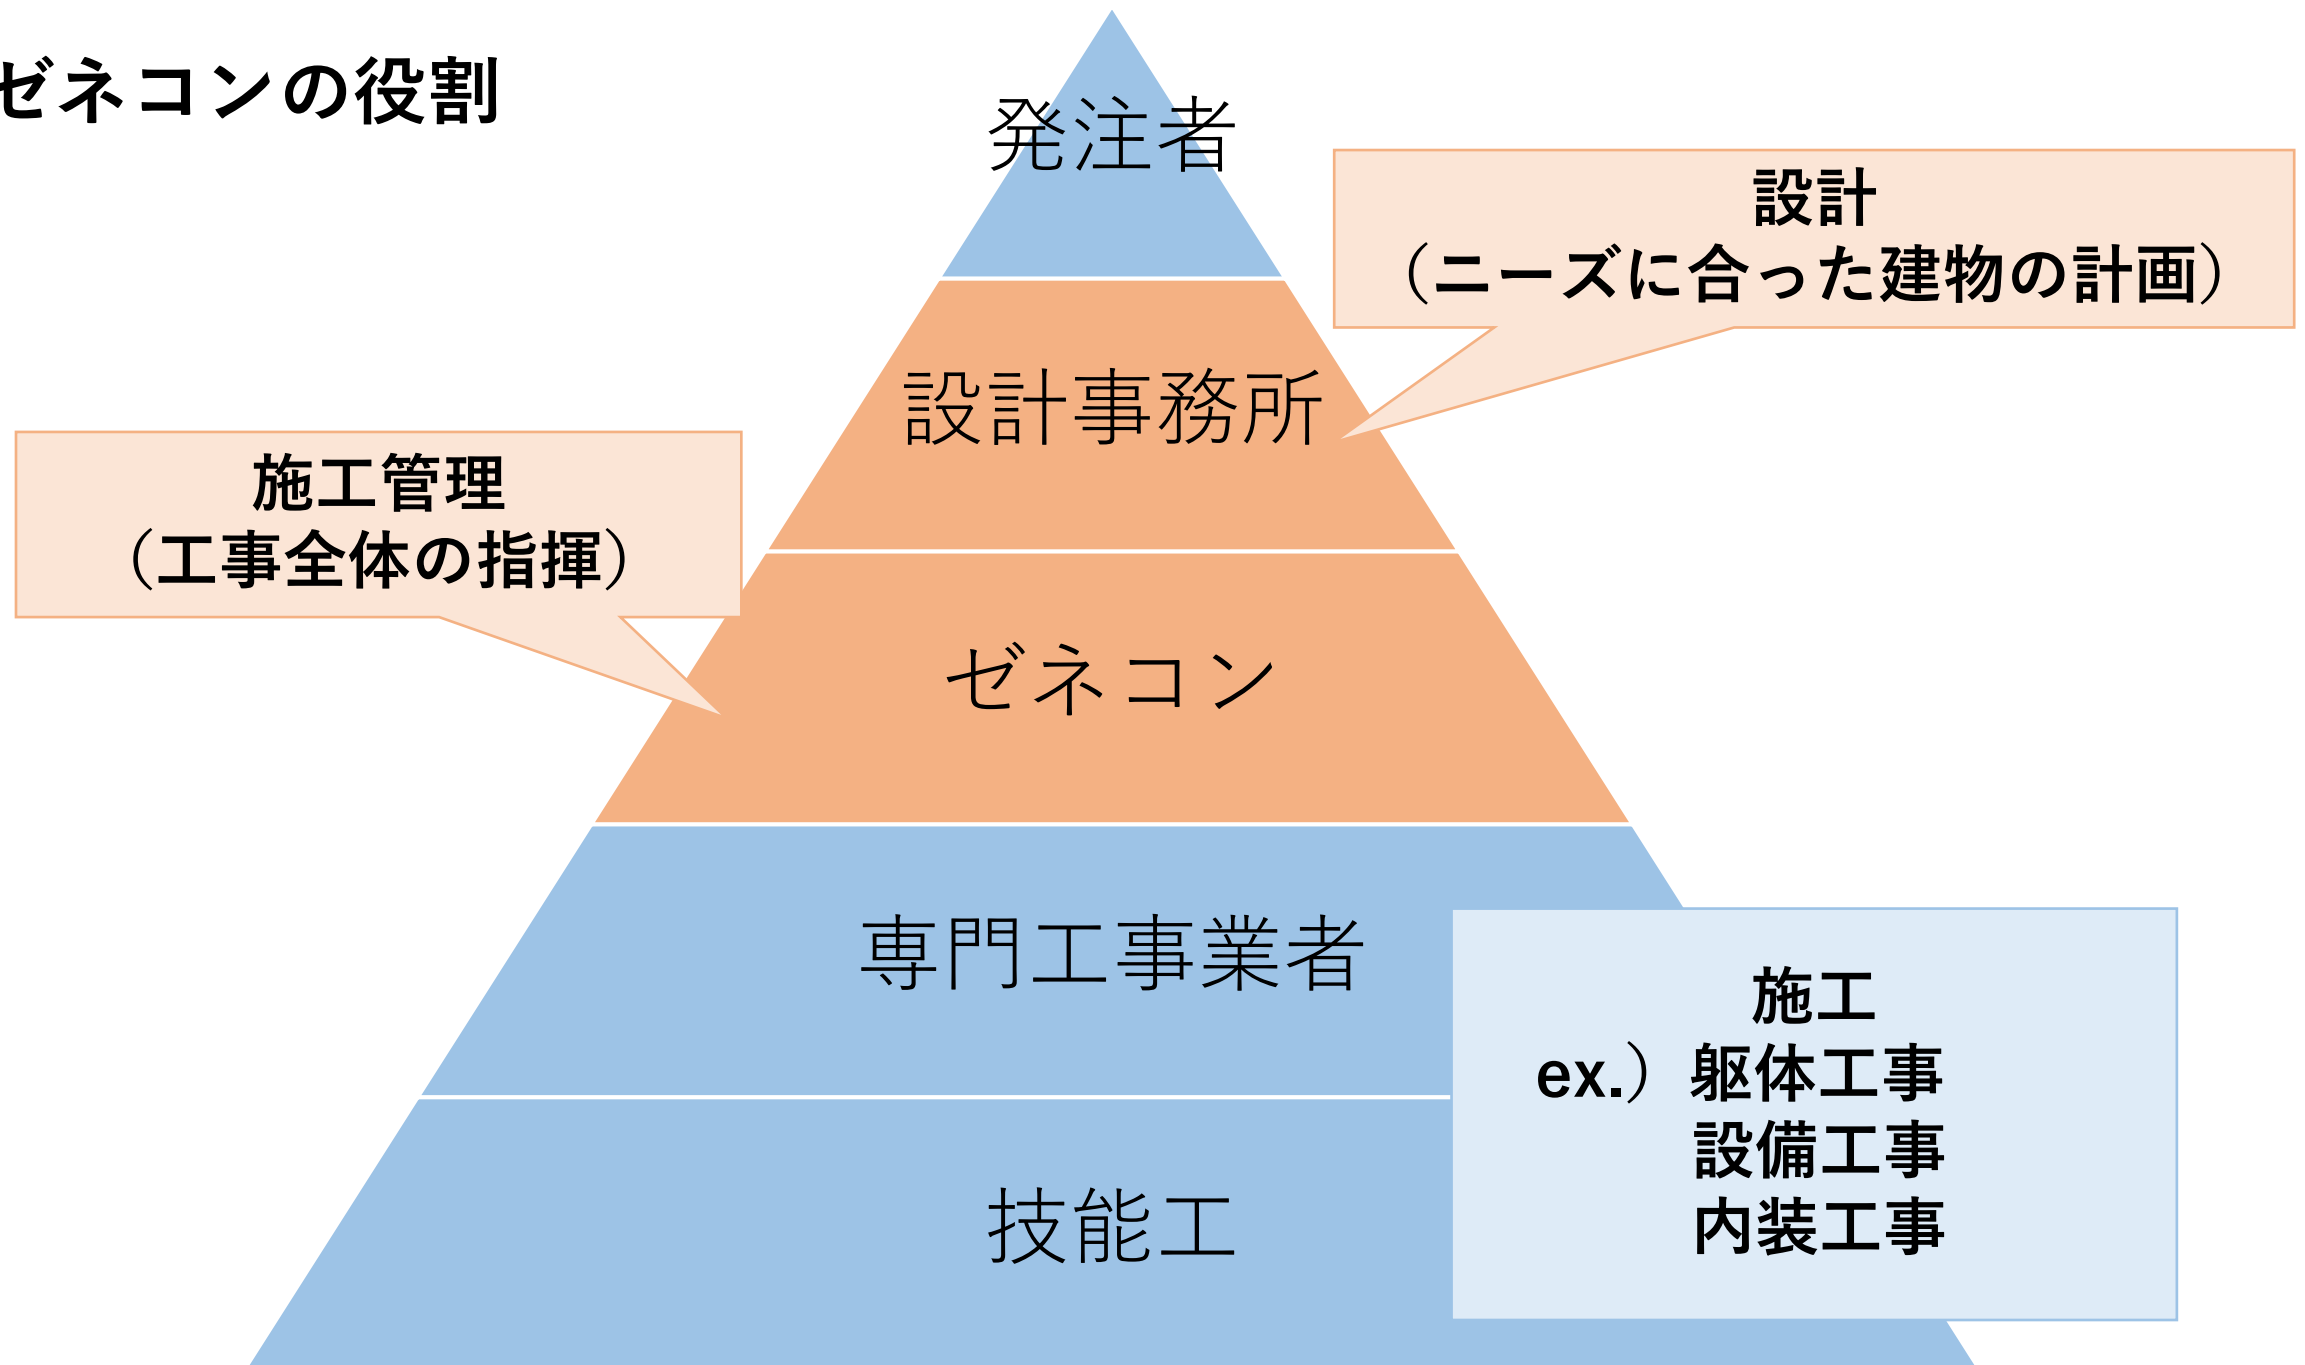 ゼネコンの役割
発注者
設計
（ニーズに合った建物の計画）
設計事務所
施工管理
（工事全体の指揮）
ゼネコン
専門工事業者
施工
ex.）躯体工事
設備工事
内装工事
技能工